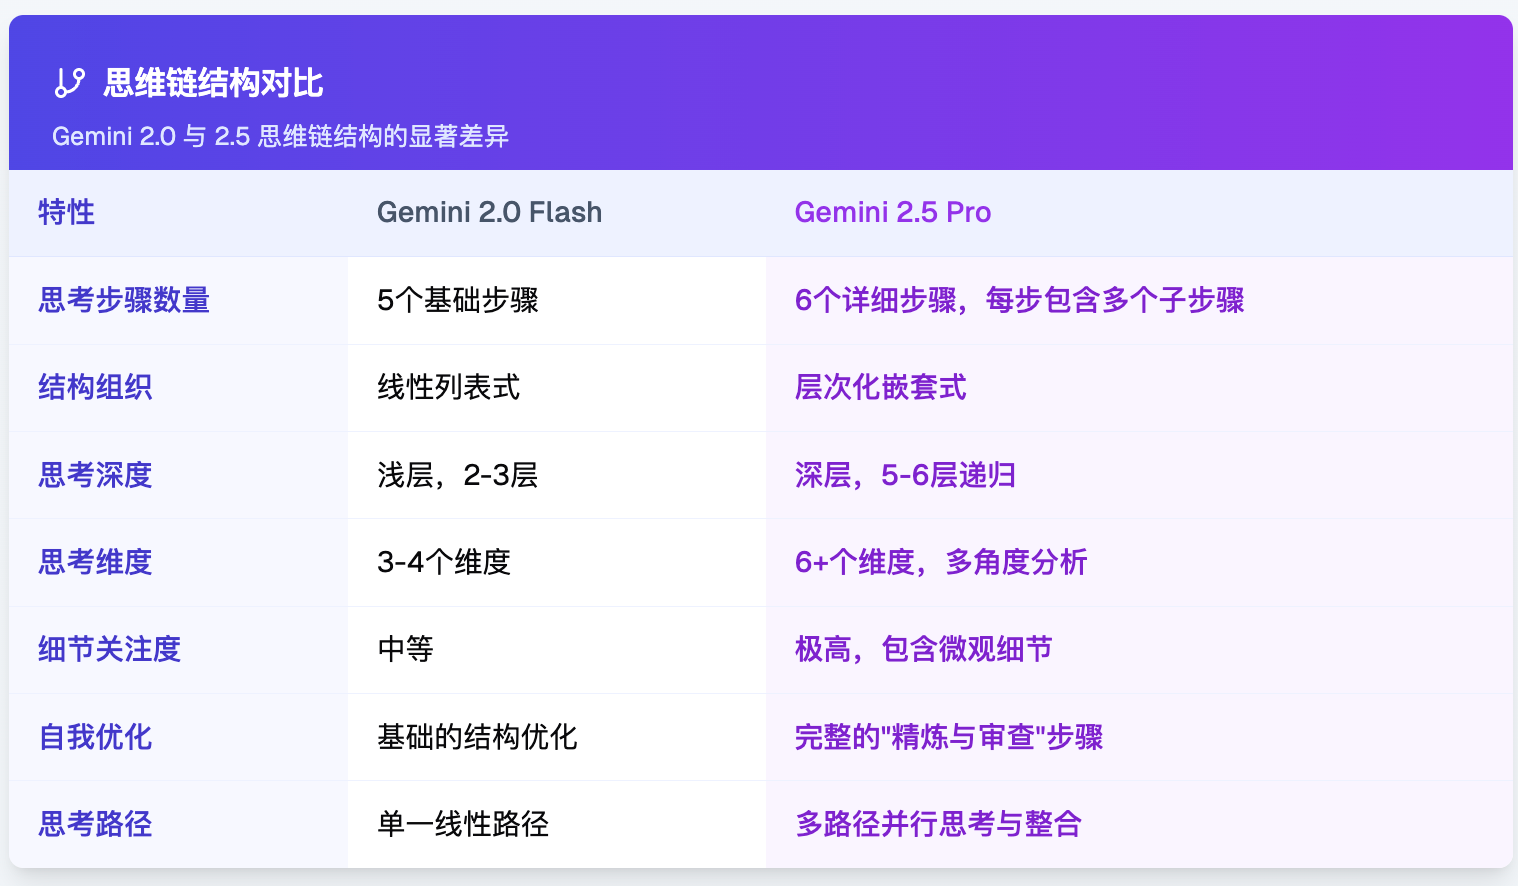 思维链结构对比
Gemini 2.0 与 2.5 思维链结构的显著差异
特性 Gemini 2.0 Flash Gemini 2.5 Pro
思考步骤数量 5个基础步骤 6个详细步骤，每步包含多个子步骤
结构组织 线性列表式 层次化嵌套式
思考深度 浅层，2-3层 深层，5-6层递归
思考维度 3-4个维度 6+个维度，多角度分析
细节关注度 中等 极高，包含微观细节
自我优化 基础的结构优化 完整的"精炼与审查"步骤
思考路径 单一线性路径 多路径并行思考与整合